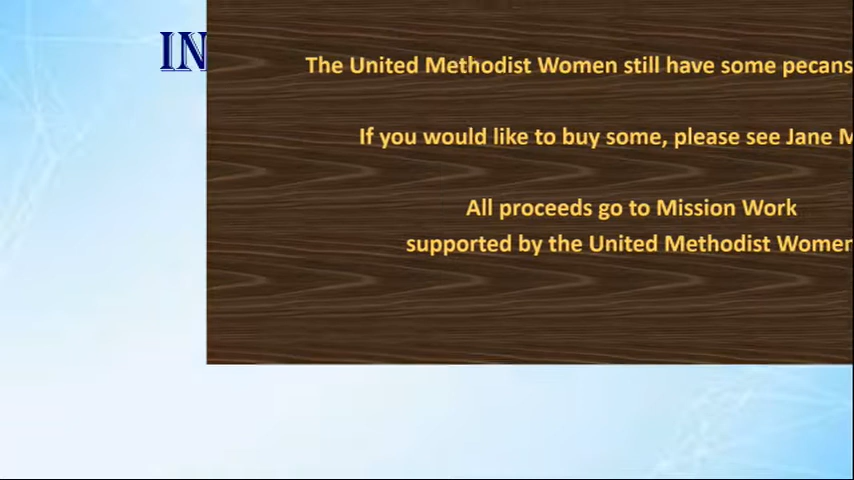 IN
The United Methodist Women still have some pecans
If you would like to buy some, please see Jane M
All proceeds go to Mission Work
supported by the United Methodist Women